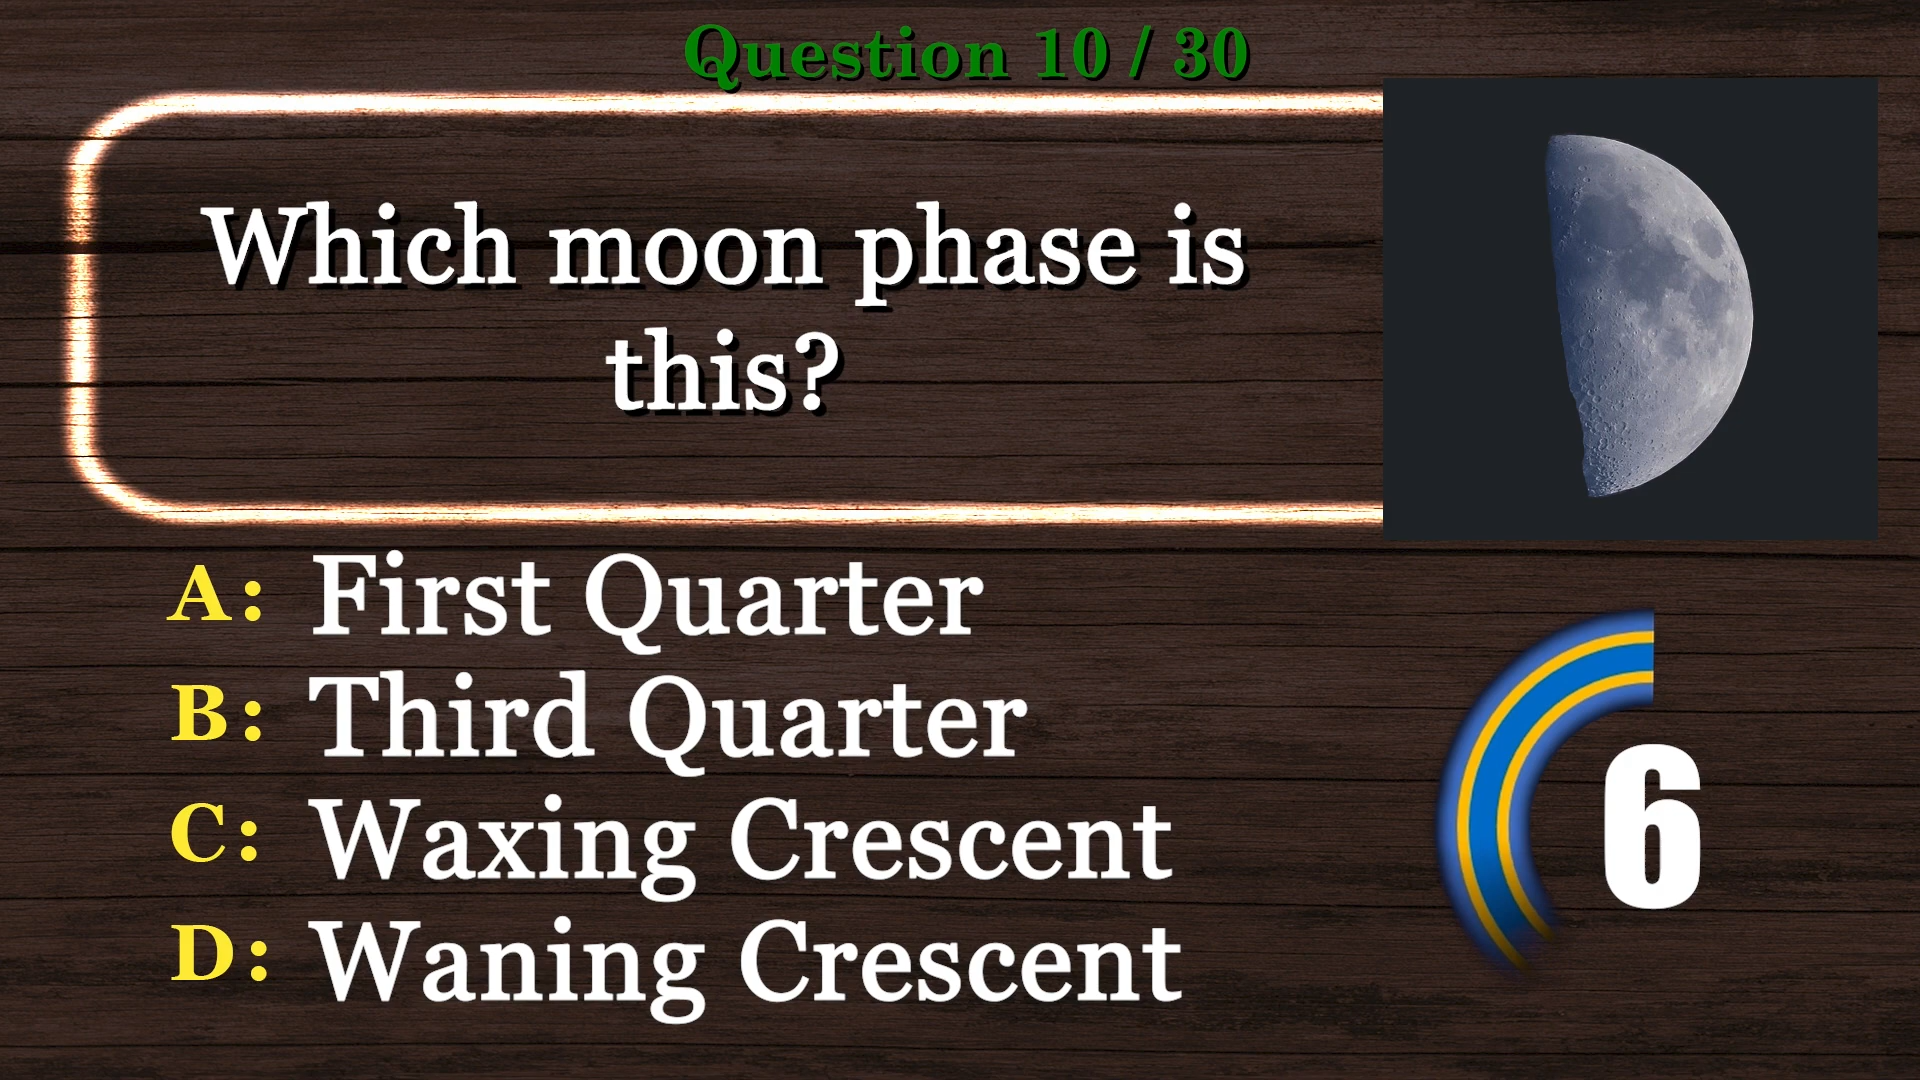 Question 10 / 30
Which moon phase is
this?
A: First Quarter
B: Third Quarter
C: Waxing Crescent
D: Waning Crescent
6